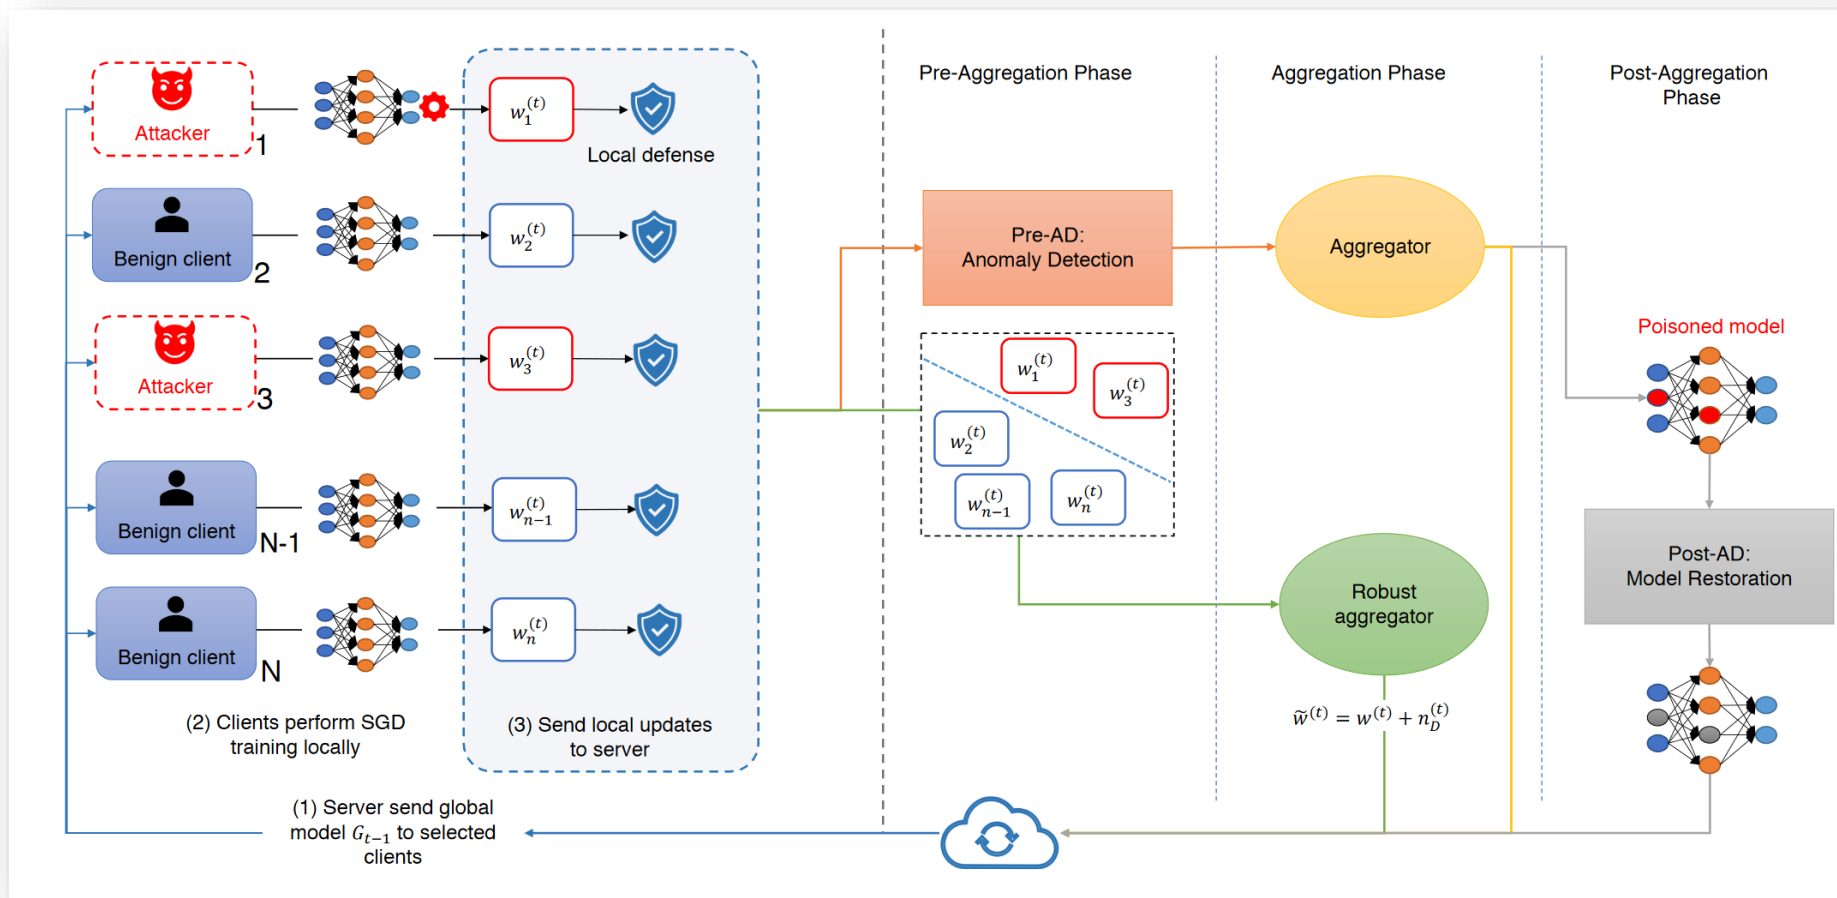 Attacker
1
w_1^(t)
Local defense
Benign client
2
w_2^(t)
Attacker
3
w_3^(t)
Benign client
N-1
w_{n-1}^(t)
Benign client
N
w_n^(t)
(2) Clients perform SGD
training locally
(3) Send local updates
to server
(1) Server send global
model G_{t-1} to selected
clients
Pre-Aggregation Phase
Pre-AD:
Anomaly Detection
w_1^(t)
w_3^(t)
w_2^(t)
w_{n-1}^(t)
w_n^(t)
Aggregation Phase
Aggregator
Robust
aggregator
w̃^(t) = w^(t) + n_D^(t)
Post-Aggregation
Phase
Poisoned model
Post-AD:
Model Restoration